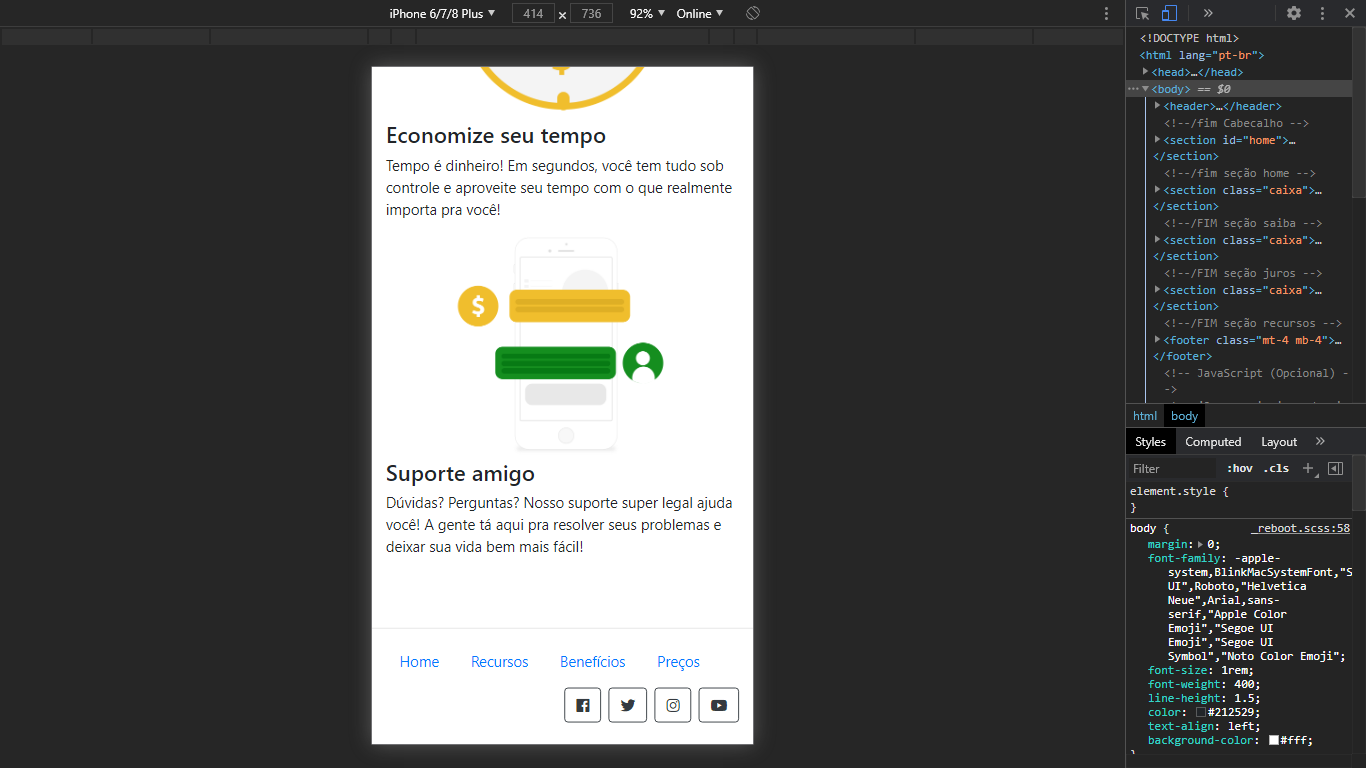 iPhone 6/7/8 Plus ▼ 414 x 736 92% ▼ Online ▼
Economize seu tempo
Tempo é dinheiro! Em segundos, você tem tudo sob
controle e aproveite seu tempo com o que realmente
importa pra você!
$
Suporte amigo
Dúvidas? Perguntas? Nosso suporte super legal ajuda
você! A gente tá aqui pra resolver seus problemas e
deixar sua vida bem mais fácil!
Home Recursos Benefícios Preços
<!DOCTYPE html>
<html lang="pt-br">
<head>…</head>
<body> == $0
<header>…</header>
<!--/fim Cabecalho -->
<section id="home">…
</section>
<!--/fim seção home -->
<section class="caixa">…
</section>
<!--/FIM seção saiba -->
<section class="caixa">…
</section>
<!--/FIM seção juros -->
<section class="caixa">…
</section>
<!--/FIM seção recursos -->
<footer class="mt-4 mb-4">…
</footer>
<!-- JavaScript (Opcional) -
->
html body
Styles Computed Layout »
Filter :hov .cls +
element.style {
}
body { _reboot.scss:58
margin: 0;
font-family: -apple-
system,BlinkMacSystemFont,"S
UI",Roboto,"Helvetica
Neue",Arial,sans-
serif,"Apple Color
Emoji","Segoe UI
Emoji","Segoe UI
Symbol","Noto Color Emoji";
font-size: 1rem;
font-weight: 400;
line-height: 1.5;
color: #212529;
text-align: left;
background-color: #fff;
}